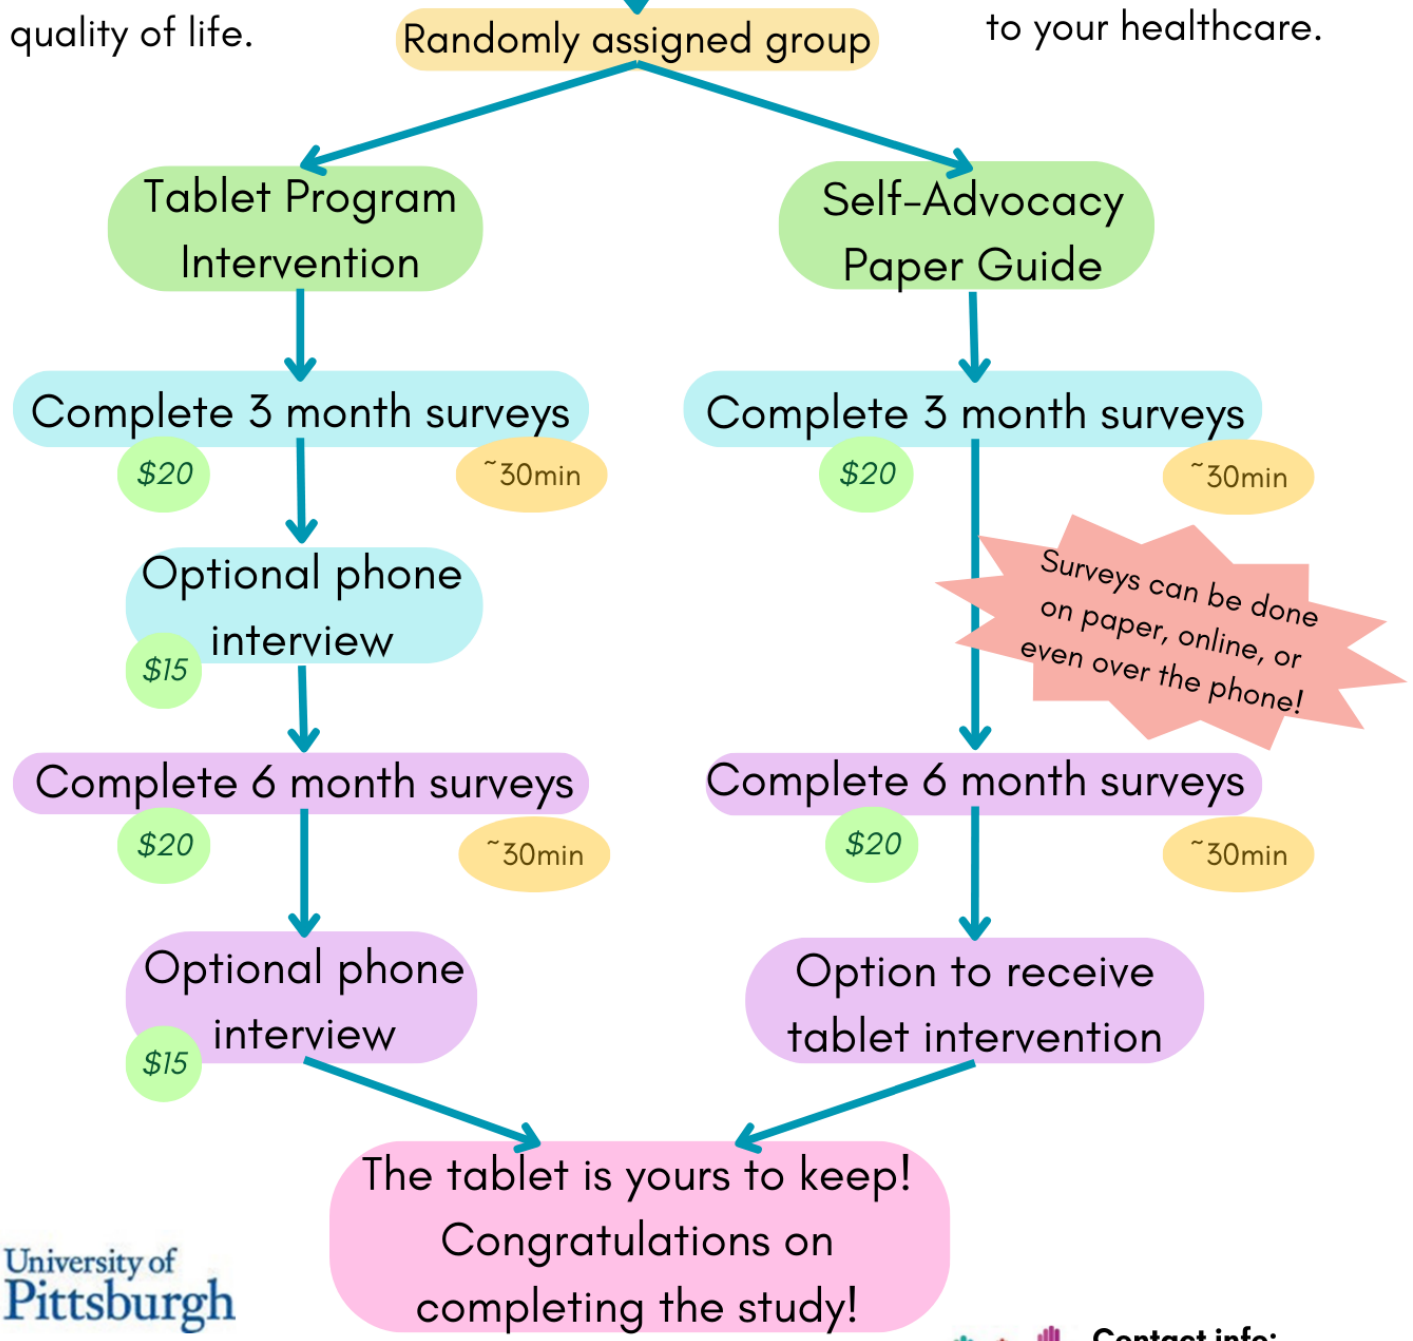 quality of life.
to your healthcare.
Randomly assigned group
Tablet Program
Intervention
Self-Advocacy
Paper Guide
Complete 3 month surveys
$20
~30min
Complete 3 month surveys
$20
~30min
Optional phone
interview
$15
Surveys can be done
on paper, online, or
even over the phone!
Complete 6 month surveys
$20
~30min
Complete 6 month surveys
$20
~30min
Optional phone
interview
$15
Option to receive
tablet intervention
The tablet is yours to keep!
Congratulations on
completing the study!
University of
Pittsburgh
Contact info: